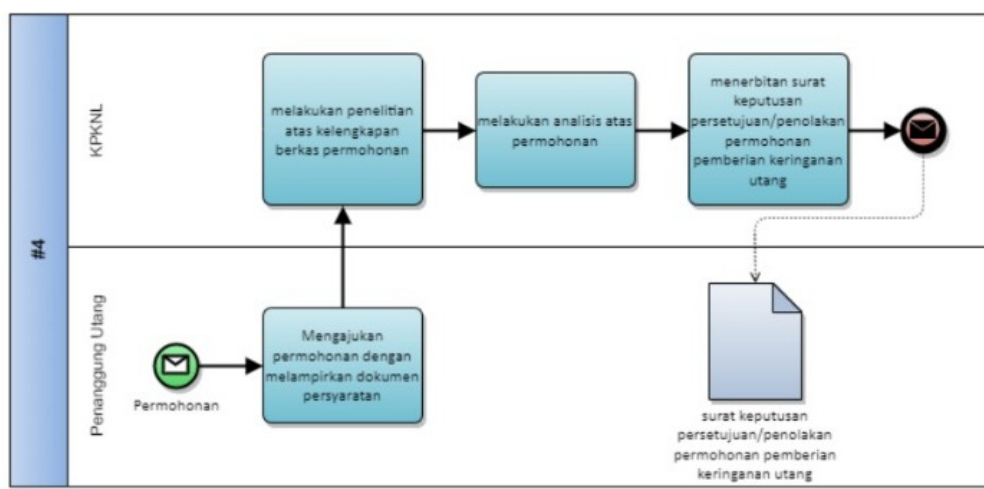 #4
KPKNL
melakukan penelitian
atas kelengkapan
berkas permohonan
melakukan analisis atas
permohonan
menerbitan surat
keputusan
persetujuan/penolakan
permohonan
pemberian keringanan
utang
Penanggung Utang
Permohonan
Mengajukan
permohonan dengan
melampirkan dokumen
persyaratan
surat keputusan
persetujuan/penolakan
permohonan pemberian
keringanan utang